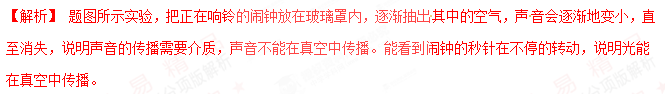 【解析】 题图所示实验，把正在响铃的闹钟放在玻璃罩内，逐渐抽出其中的空气，声音会逐渐地变小，直
至消失，说明声音的传播需要介质，声音不能在真空中传播。能看到闹钟的秒针在不停的转动，说明光能
在真空中传播。